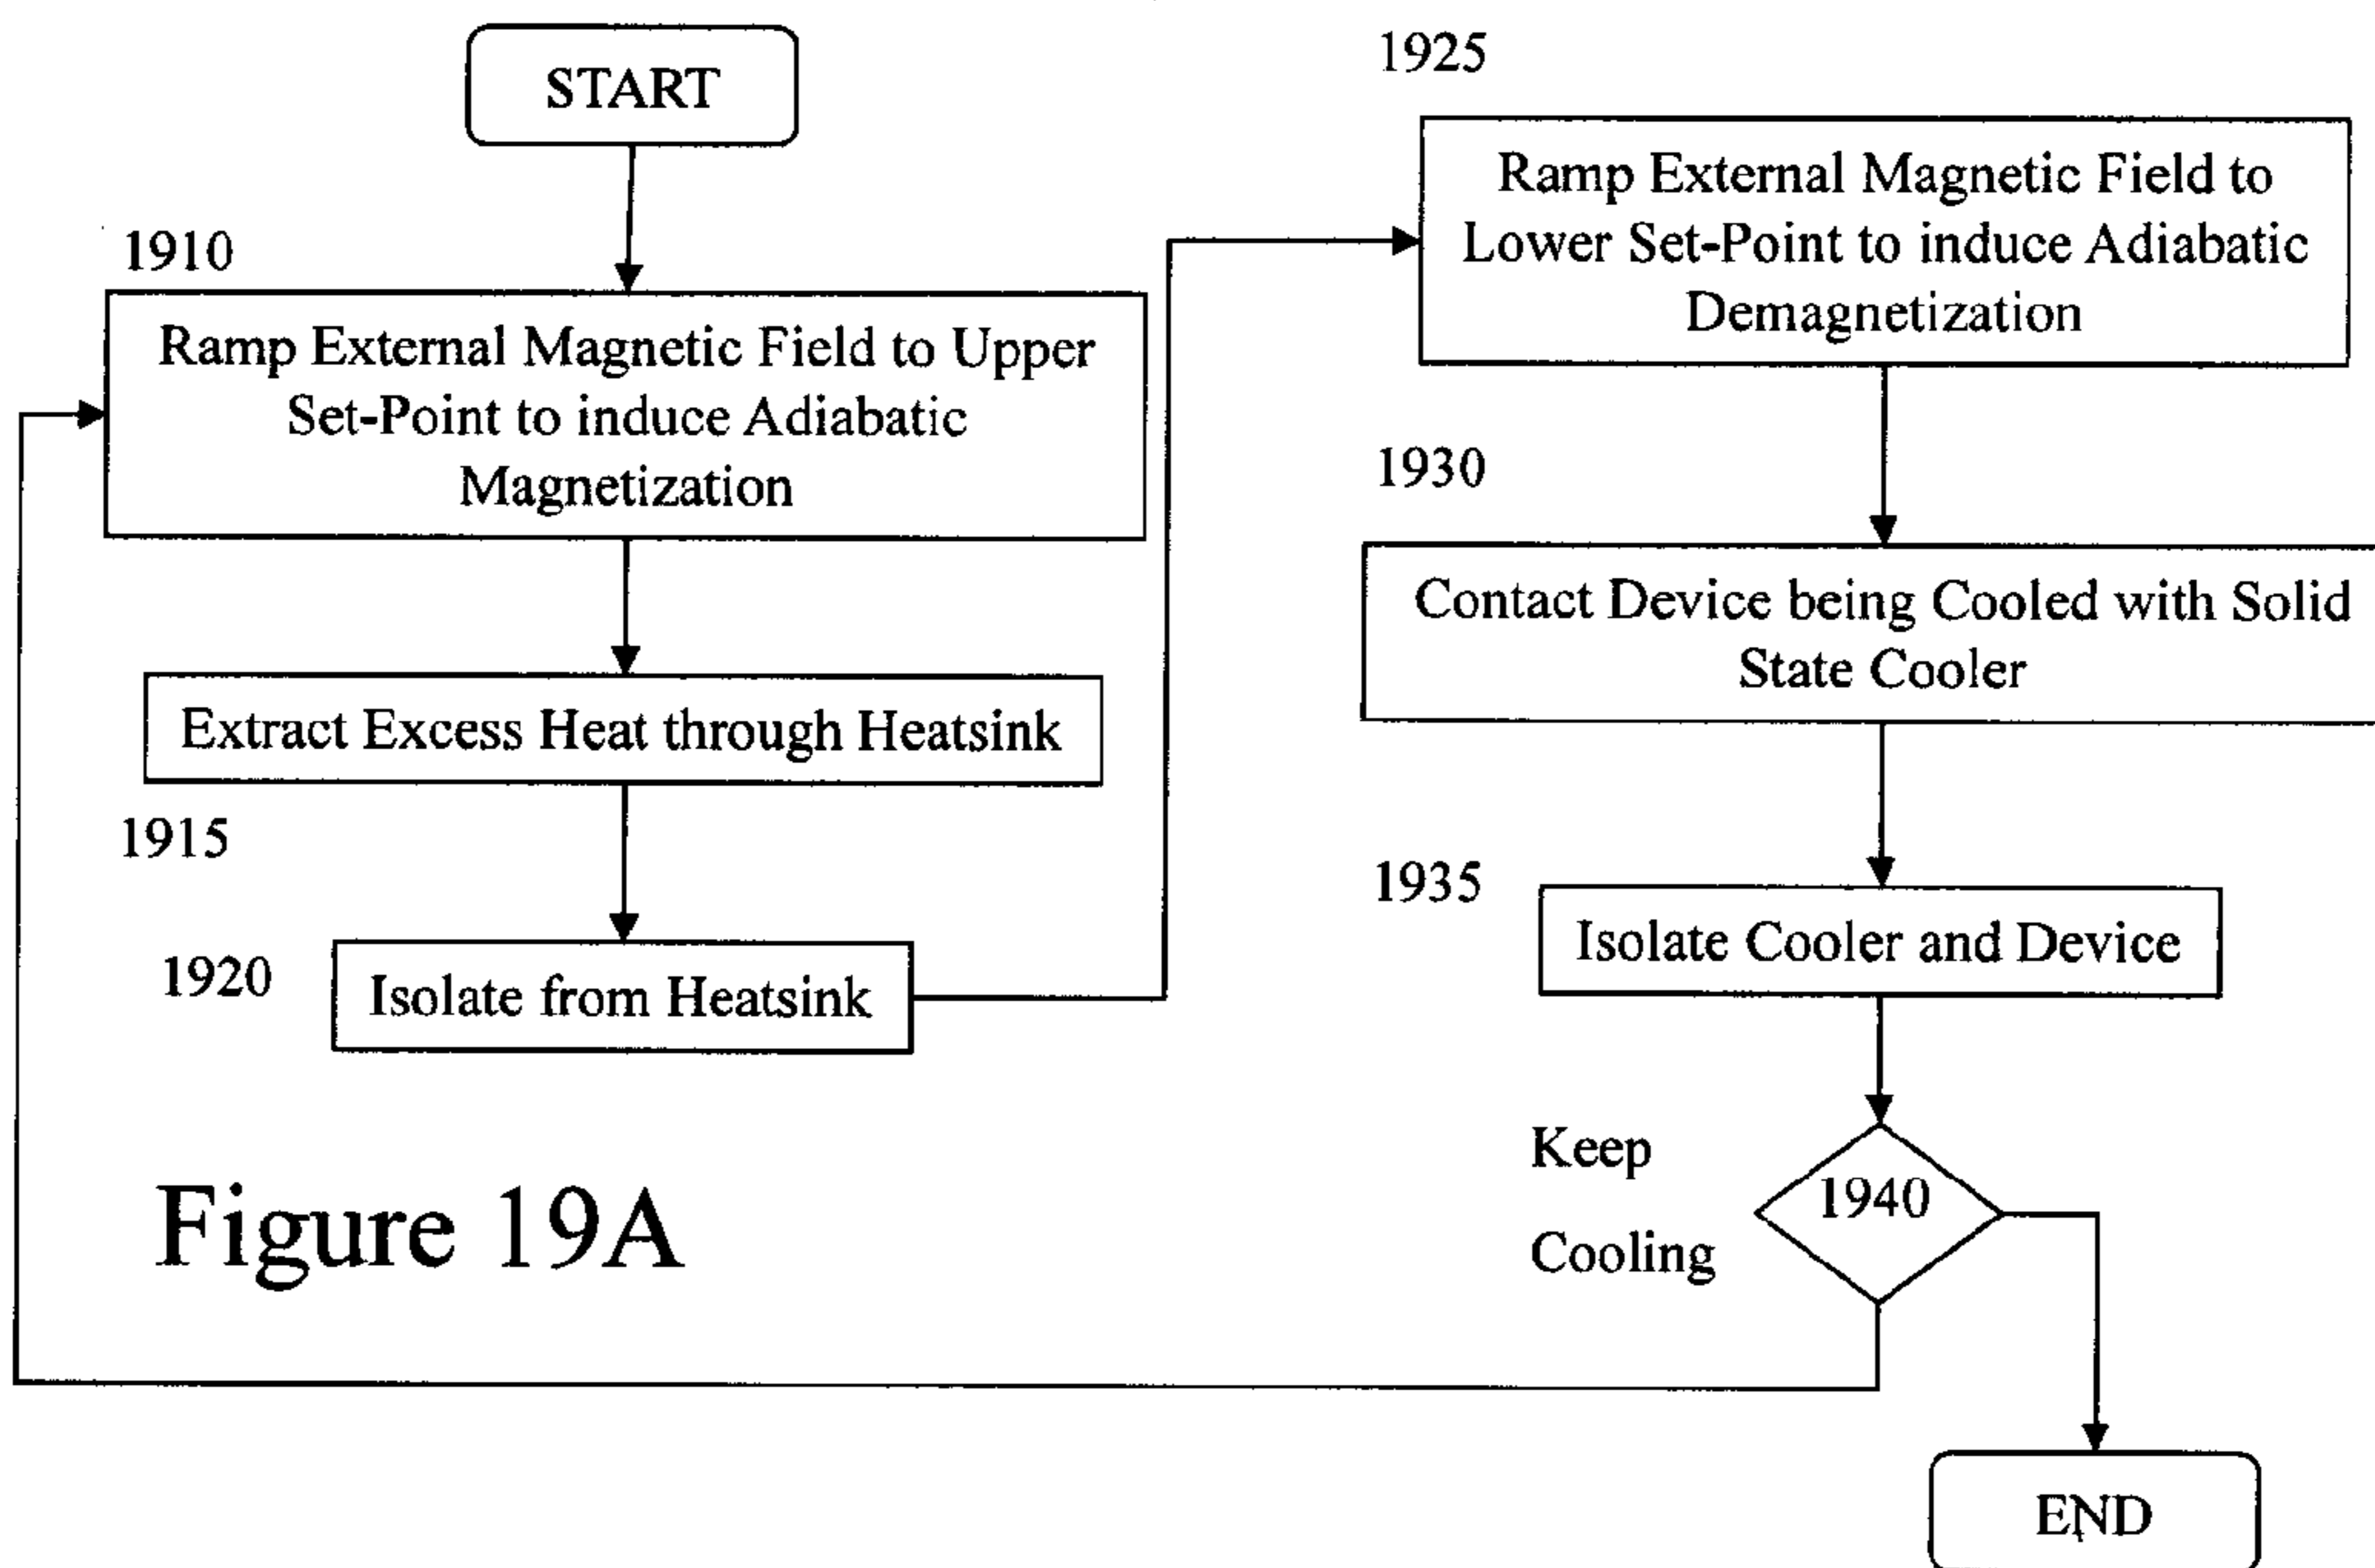 START
1910
Ramp External Magnetic Field to Upper
Set-Point to induce Adiabatic
Magnetization
Extract Excess Heat through Heatsink
1915
1920
Isolate from Heatsink
1925
Ramp External Magnetic Field to
Lower Set-Point to induce Adiabatic
Demagnetization
1930
Contact Device being Cooled with Solid
State Cooler
1935
Isolate Cooler and Device
Keep
Cooling
1940
END
Figure 19A